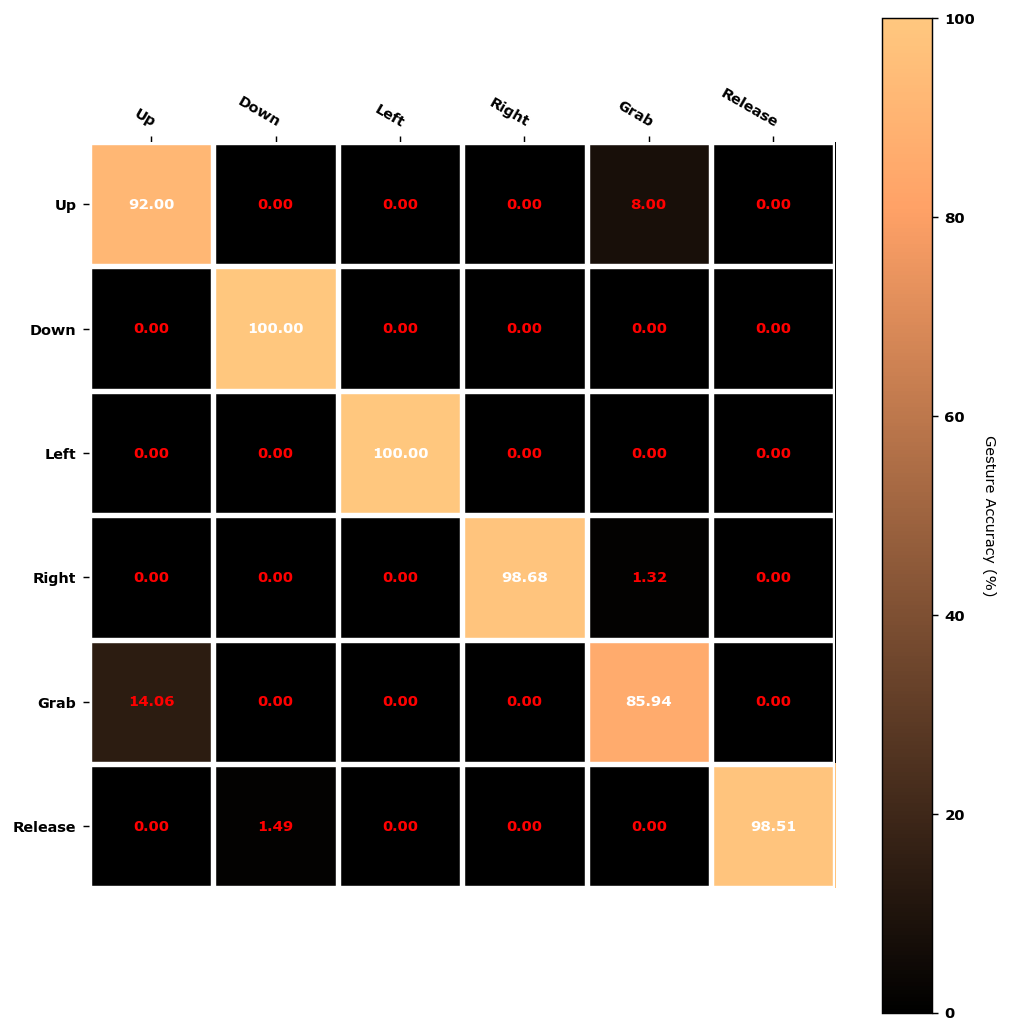 Up Down Left Right Grab Release
Up 92.00 0.00 0.00 0.00 8.00 0.00
Down 0.00 100.00 0.00 0.00 0.00 0.00
Left 0.00 0.00 100.00 0.00 0.00 0.00
Right 0.00 0.00 0.00 98.68 1.32 0.00
Grab 14.06 0.00 0.00 0.00 85.94 0.00
Release 0.00 1.49 0.00 0.00 0.00 98.51
100
80
60
40
20
0
Gesture Accuracy (%)